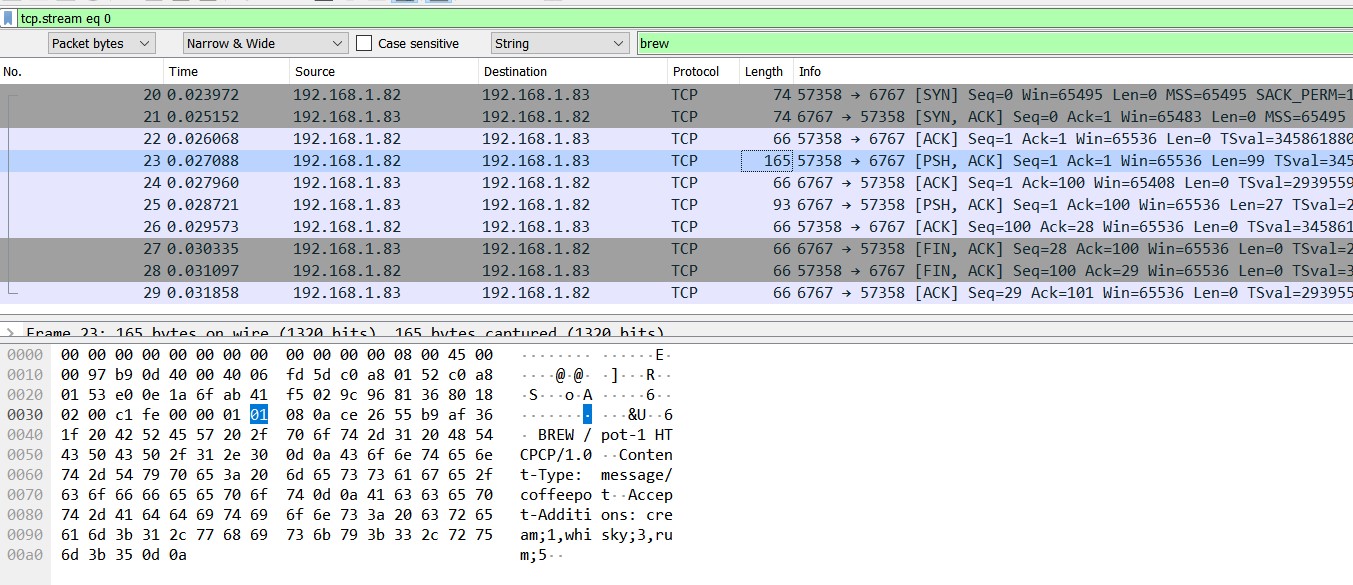 tcp.stream eq 0
Packet bytes Narrow & Wide Case sensitive String brew
No. Time Source Destination Protocol Length Info
20 0.023972 192.168.1.82 192.168.1.83 TCP 74 57358 → 6767 [SYN] Seq=0 Win=65495 Len=0 MSS=65495 SACK_PERM=1
21 0.025152 192.168.1.83 192.168.1.82 TCP 74 6767 → 57358 [SYN, ACK] Seq=0 Ack=1 Win=65483 Len=0 MSS=65495
22 0.026068 192.168.1.82 192.168.1.83 TCP 66 57358 → 6767 [ACK] Seq=1 Ack=1 Win=65536 Len=0 TSval=345861880
23 0.027088 192.168.1.82 192.168.1.83 TCP 165 57358 → 6767 [PSH, ACK] Seq=1 Ack=1 Win=65536 Len=99 TSval=345
24 0.027960 192.168.1.83 192.168.1.82 TCP 66 6767 → 57358 [ACK] Seq=1 Ack=100 Win=65408 Len=0 TSval=2939559
25 0.028721 192.168.1.83 192.168.1.82 TCP 93 6767 → 57358 [PSH, ACK] Seq=1 Ack=100 Win=65536 Len=27 TSval=2
26 0.029573 192.168.1.82 192.168.1.83 TCP 66 57358 → 6767 [ACK] Seq=100 Ack=28 Win=65536 Len=0 TSval=345861
27 0.030335 192.168.1.83 192.168.1.82 TCP 66 6767 → 57358 [FIN, ACK] Seq=28 Ack=100 Win=65536 Len=0 TSval=2
28 0.031097 192.168.1.82 192.168.1.83 TCP 66 57358 → 6767 [FIN, ACK] Seq=100 Ack=29 Win=65536 Len=0 TSval=3
29 0.031858 192.168.1.83 192.168.1.82 TCP 66 6767 → 57358 [ACK] Seq=29 Ack=101 Win=65536 Len=0 TSval=293955
Frame 23: 165 bytes on wire (1320 bits), 165 bytes captured (1320 bits)
0000 00 00 00 00 00 00 00 00 00 00 00 00 08 00 45 00 ········ ······E·
0010 00 97 b9 0d 40 00 40 06 fd 5d c0 a8 01 52 c0 a8 ····@·@· ·]···R··
0020 01 53 e0 0e 1a 6f ab 41 f5 02 9c 96 81 36 80 18 ·S···o·A ·····6··
0030 02 00 c1 fe 00 00 01 01 08 0a ce 26 55 b9 af 36 ········ ···&U··6
0040 1f 20 42 52 45 57 20 2f 70 6f 74 2d 31 20 48 54 · BREW / pot-1 HT
0050 43 50 43 50 2f 31 2e 30 0d 0a 43 6f 6e 74 65 6e CPCP/1.0 ··Conten
0060 74 2d 54 79 70 65 3a 20 6d 65 73 73 61 67 65 2f t-Type: message/
0070 63 6f 66 66 65 65 70 6f 74 0d 0a 41 63 63 65 70 coffeepo t··Accep
0080 74 2d 41 64 64 69 74 69 6f 6e 73 3a 20 63 72 65 t-Additi ons: cre
0090 61 6d 3b 31 2c 77 68 69 73 6b 79 3b 33 2c 72 75 am;1,whi sky;3,ru
00a0 6d 3b 35 0d 0a m;5··